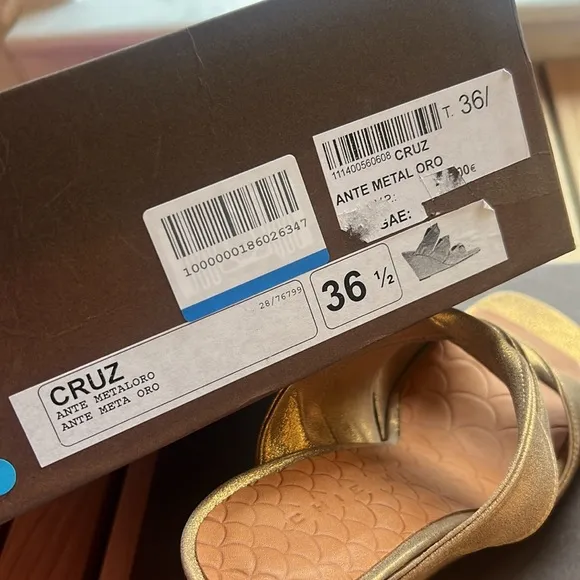 T. 36/
111400560608 CRUZ
ANTE METAL ORO
00€
GAE:
1000000186026347
28/76799
36 ½
CRUZ
ANTE METALORO
ANTE META ORO